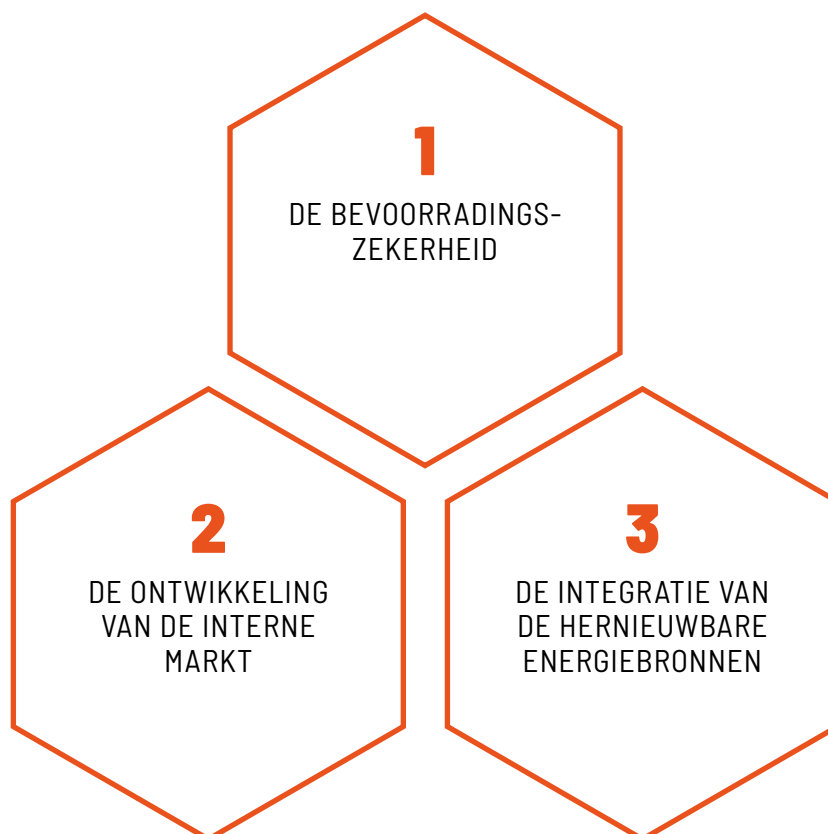 1
DE BEVOORRADINGS-
ZEKERHEID
2
DE ONTWIKKELING
VAN DE INTERNE
MARKT
3
DE INTEGRATIE VAN
DE HERNIEUWBARE
ENERGIEBRONNEN